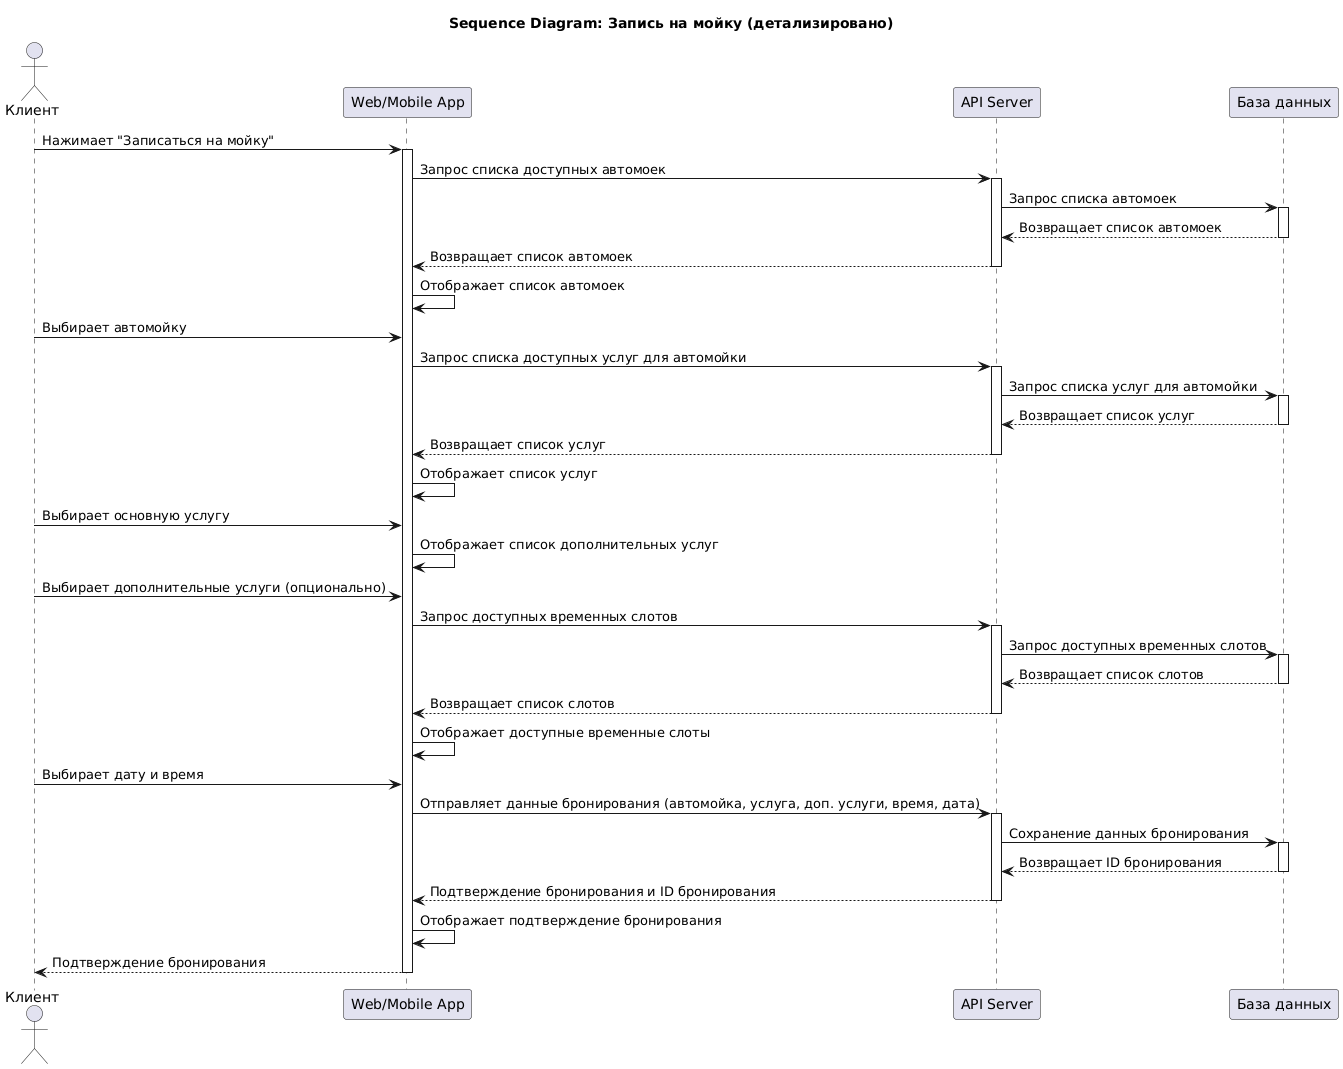 Sequence Diagram: Запись на мойку (детализировано)
Клиент
Web/Mobile App
API Server
База данных
Нажимает "Записаться на мойку"
Запрос списка доступных автомоек
Запрос списка автомоек
Возвращает список автомоек
Возвращает список автомоек
Отображает список автомоек
Выбирает автомойку
Запрос списка доступных услуг для автомойки
Запрос списка услуг для автомойки
Возвращает список услуг
Возвращает список услуг
Отображает список услуг
Выбирает основную услугу
Отображает список дополнительных услуг
Выбирает дополнительные услуги (опционально)
Запрос доступных временных слотов
Запрос доступных временных слотов
Возвращает список слотов
Возвращает список слотов
Отображает доступные временные слоты
Выбирает дату и время
Отправляет данные бронирования (автомойка, услуга, доп. услуги, время, дата)
Сохранение данных бронирования
Возвращает ID бронирования
Подтверждение бронирования и ID бронирования
Отображает подтверждение бронирования
Подтверждение бронирования
Клиент
Web/Mobile App
API Server
База данных